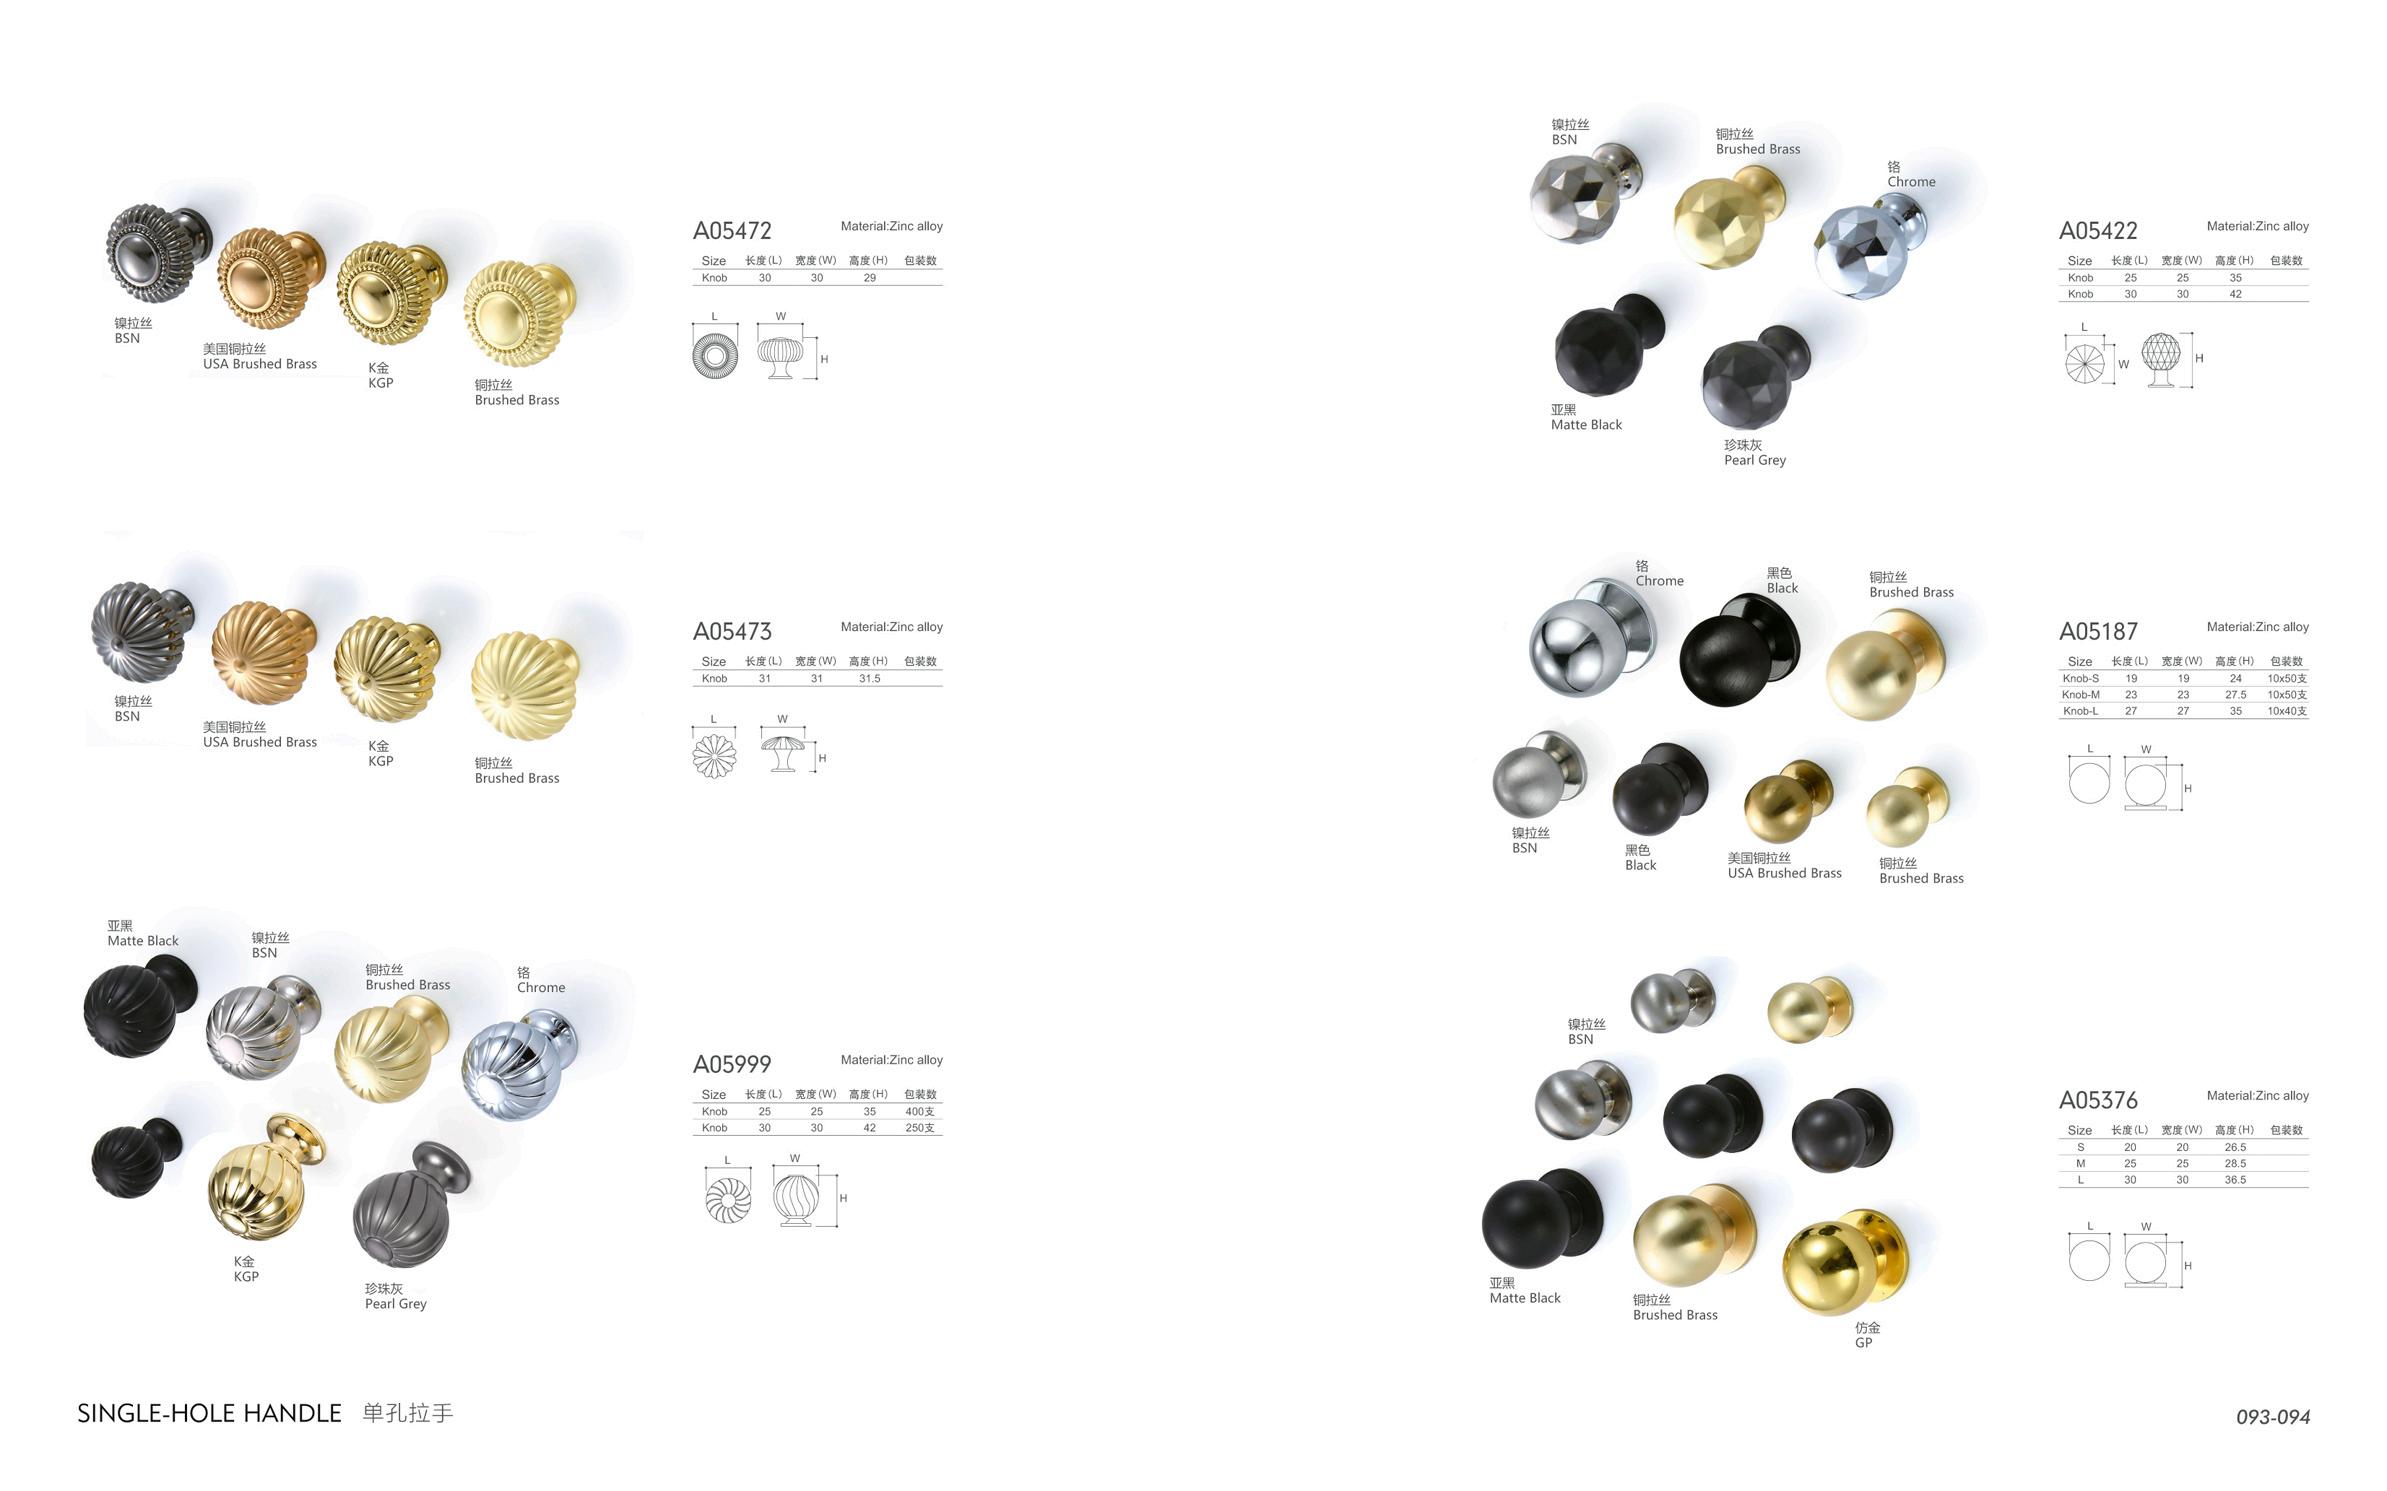 镍拉丝
BSN
美国铜拉丝
USA Brushed Brass
K金
KGP
铜拉丝
Brushed Brass
A05472 Material:Zinc alloy
Size 长度(L) 宽度(W) 高度(H) 包装数
Knob 30 30 29
L W
H
镍拉丝
BSN
美国铜拉丝
USA Brushed Brass
K金
KGP
铜拉丝
Brushed Brass
A05473 Material:Zinc alloy
Size 长度(L) 宽度(W) 高度(H) 包装数
Knob 31 31 31.5
L W
H
亚黑
Matte Black
镍拉丝
BSN
铜拉丝
Brushed Brass
铬
Chrome
K金
KGP
珍珠灰
Pearl Grey
A05999 Material:Zinc alloy
Size 长度(L) 宽度(W) 高度(H) 包装数
Knob 25 25 35 400支
Knob 30 30 42 250支
L W
H
镍拉丝
BSN
铜拉丝
Brushed Brass
铬
Chrome
亚黑
Matte Black
珍珠灰
Pearl Grey
A05422 Material:Zinc alloy
Size 长度(L) 宽度(W) 高度(H) 包装数
Knob 25 25 35
Knob 30 30 42
L
W H
铬
Chrome
黑色
Black
铜拉丝
Brushed Brass
镍拉丝
BSN
黑色
Black
美国铜拉丝
USA Brushed Brass
铜拉丝
Brushed Brass
A05187 Material:Zinc alloy
Size 长度(L) 宽度(W) 高度(H) 包装数
Knob-S 19 19 24 10x50支
Knob-M 23 23 27.5 10x50支
Knob-L 27 27 35 10x40支
L W
H
镍拉丝
BSN
亚黑
Matte Black
铜拉丝
Brushed Brass
仿金
GP
A05376 Material:Zinc alloy
Size 长度(L) 宽度(W) 高度(H) 包装数
S 20 20 26.5
M 25 25 28.5
L 30 30 36.5
L W
H
SINGLE-HOLE HANDLE 单孔拉手
093-094